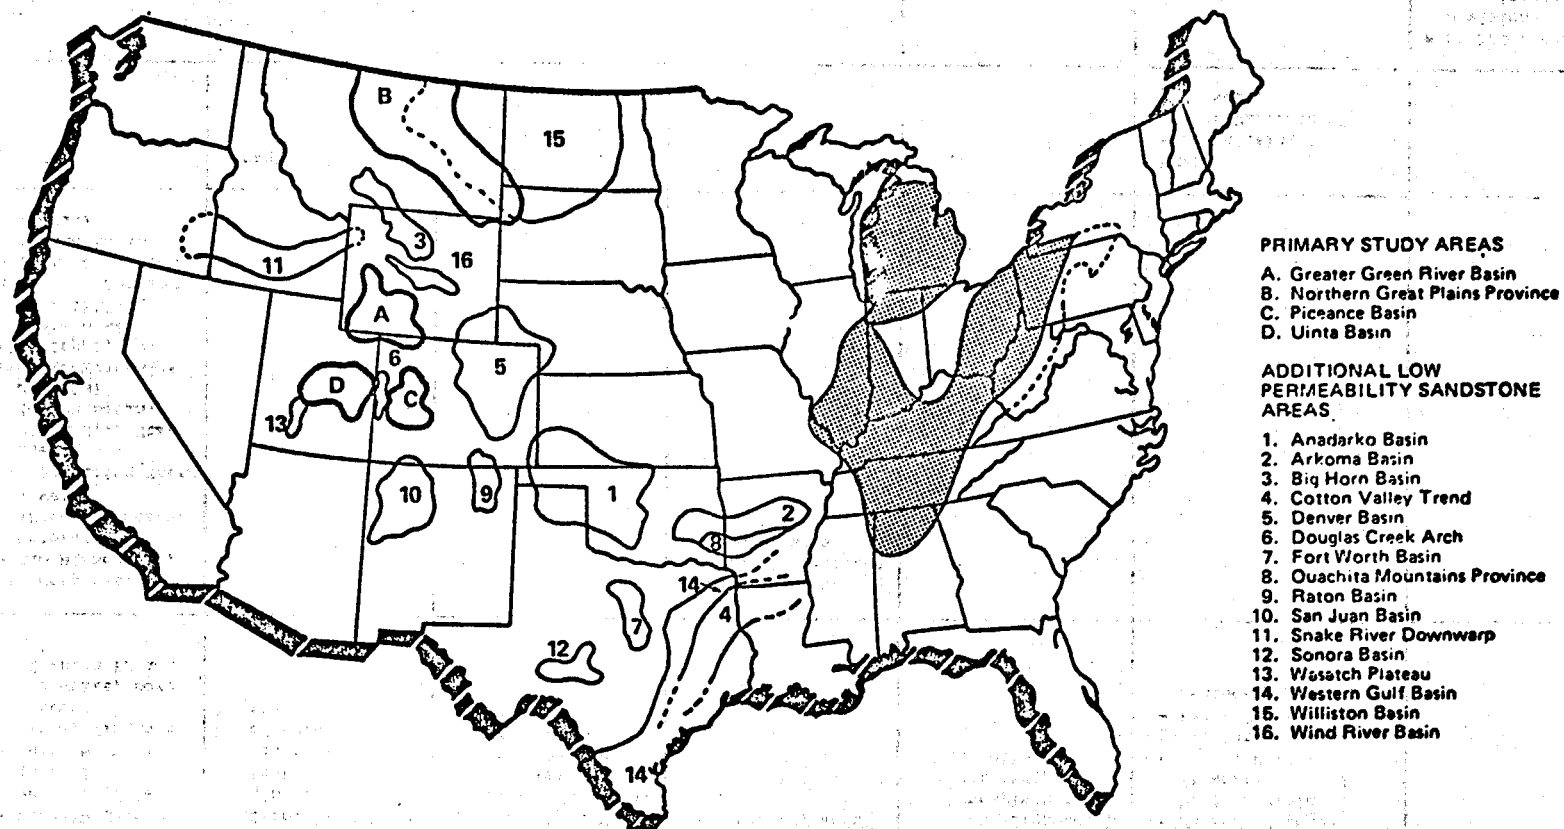 B
15
3
16
11
A
6
5
D
C
13
10
9
1
2
8
14
4
7
12
14
PRIMARY STUDY AREAS
A. Greater Green River Basin
B. Northern Great Plains Province
C. Piceance Basin
D. Uinta Basin
ADDITIONAL LOW
PERMEABILITY SANDSTONE
AREAS
1. Anadarko Basin
2. Arkoma Basin
3. Big Horn Basin
4. Cotton Valley Trend
5. Denver Basin
6. Douglas Creek Arch
7. Fort Worth Basin
8. Ouachita Mountains Province
9. Raton Basin
10. San Juan Basin
11. Snake River Downwarp
12. Sonora Basin
13. Wasatch Plateau
14. Western Gulf Basin
15. Williston Basin
16. Wind River Basin